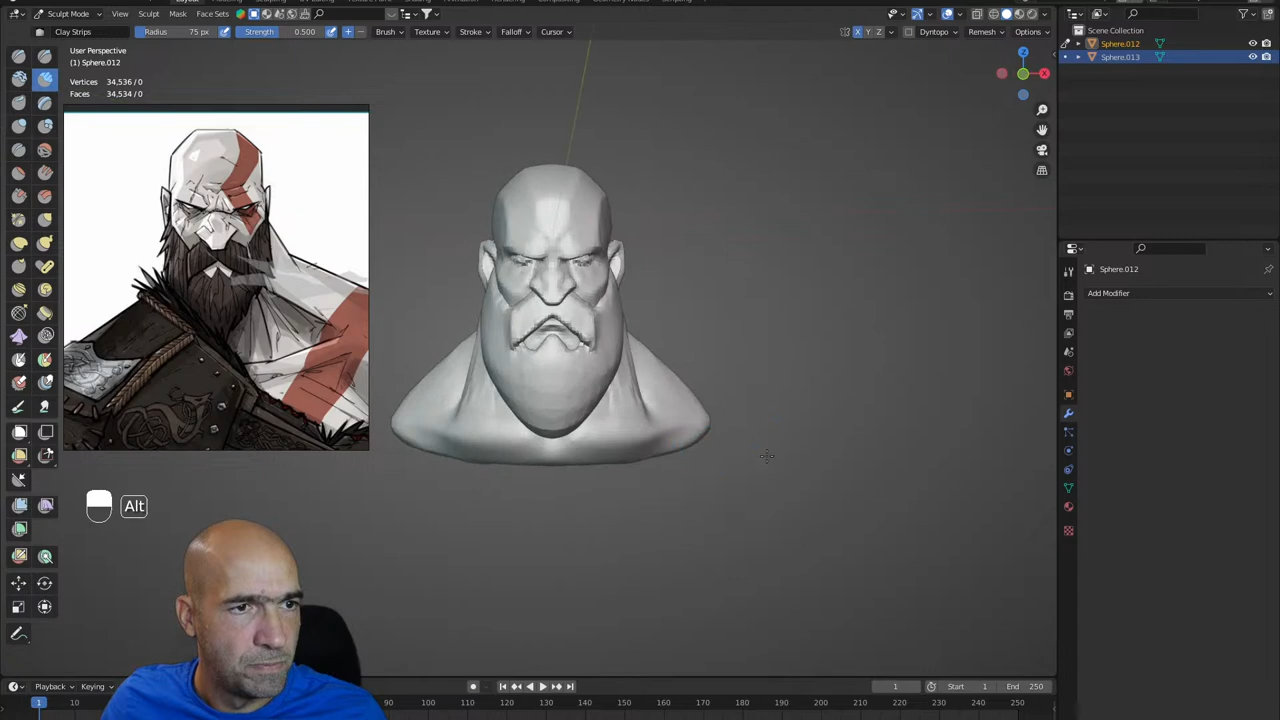 Sculpt Mode View Sculpt Mask Face Sets
Clay Strips Radius 75 px Strength 0.500 Brush Texture Stroke Falloff Cursor X Y Z Dyntopo Remesh Options
User Perspective
(1) Sphere.012
Vertices 34,536 / 0
Faces 34,534 / 0
Z
X
Scene Collection
Sphere.012
Sphere.013
Sphere.012
Add Modifier
Alt
Playback Keying 1 Start 1 End 250
1 10 80 90 100 110 120 130 140 150 160 170 180 190 200 210 220 230 240 250